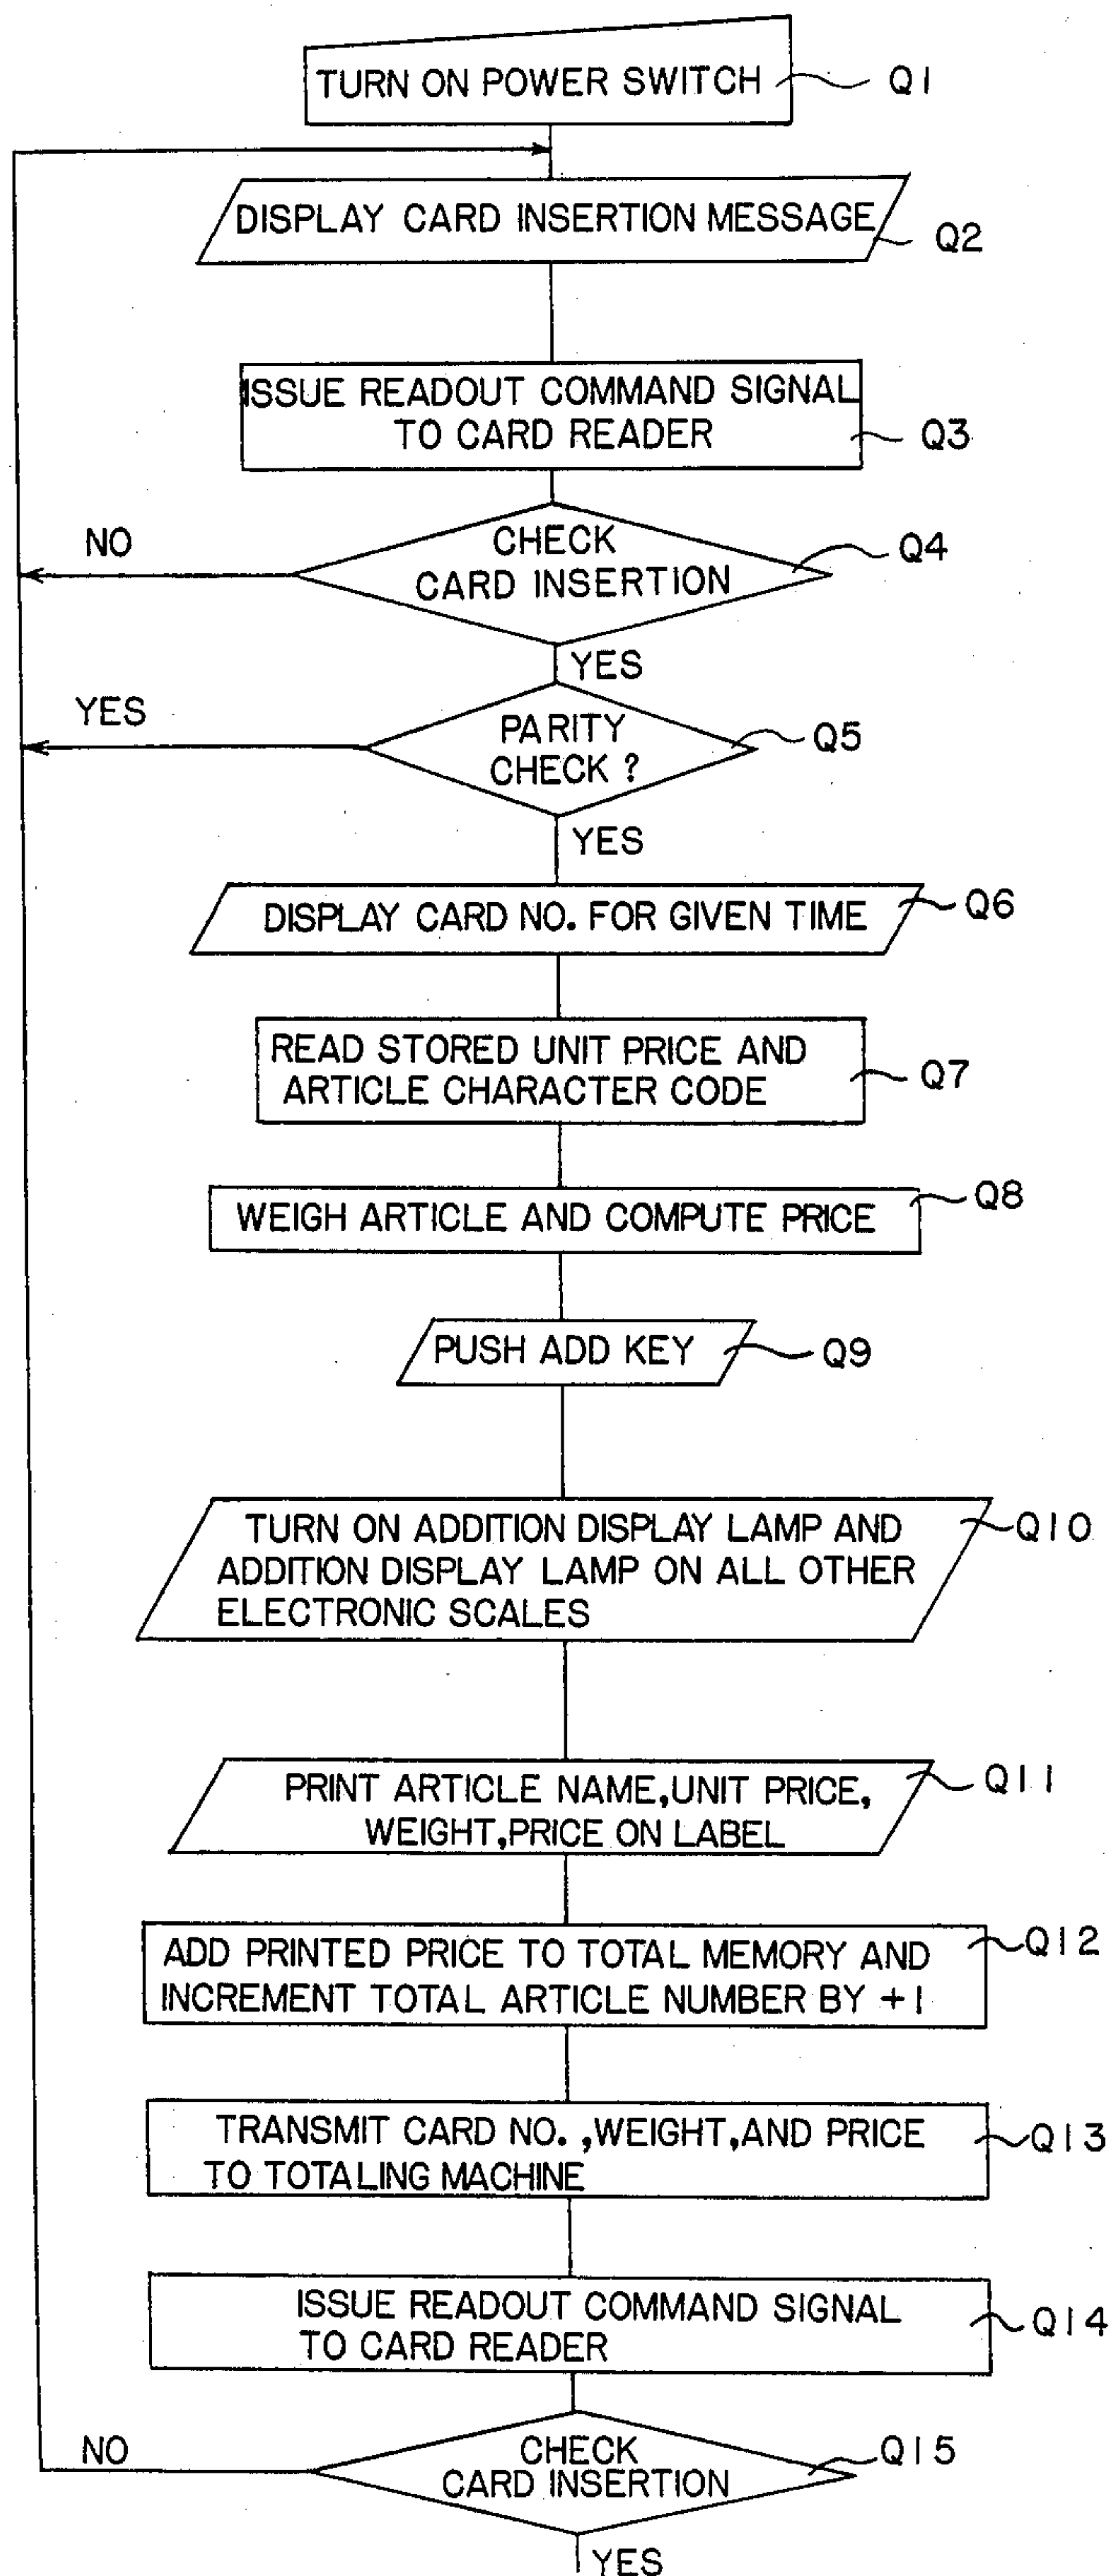 TURN ON POWER SWITCH
Q1
DISPLAY CARD INSERTION MESSAGE
Q2
ISSUE READOUT COMMAND SIGNAL
TO CARD READER
Q3
NO
CHECK
CARD INSERTION
Q4
YES
YES
PARITY
CHECK ?
Q5
YES
DISPLAY CARD NO. FOR GIVEN TIME
Q6
READ STORED UNIT PRICE AND
ARTICLE CHARACTER CODE
Q7
WEIGH ARTICLE AND COMPUTE PRICE
Q8
PUSH ADD KEY
Q9
TURN ON ADDITION DISPLAY LAMP AND
ADDITION DISPLAY LAMP ON ALL OTHER
ELECTRONIC SCALES
Q10
PRINT ARTICLE NAME, UNIT PRICE,
WEIGHT, PRICE ON LABEL
Q11
ADD PRINTED PRICE TO TOTAL MEMORY AND
INCREMENT TOTAL ARTICLE NUMBER BY +1
Q12
TRANSMIT CARD NO. , WEIGHT, AND PRICE
TO TOTALING MACHINE
Q13
ISSUE READOUT COMMAND SIGNAL
TO CARD READER
Q14
NO
CHECK
CARD INSERTION
Q15
YES